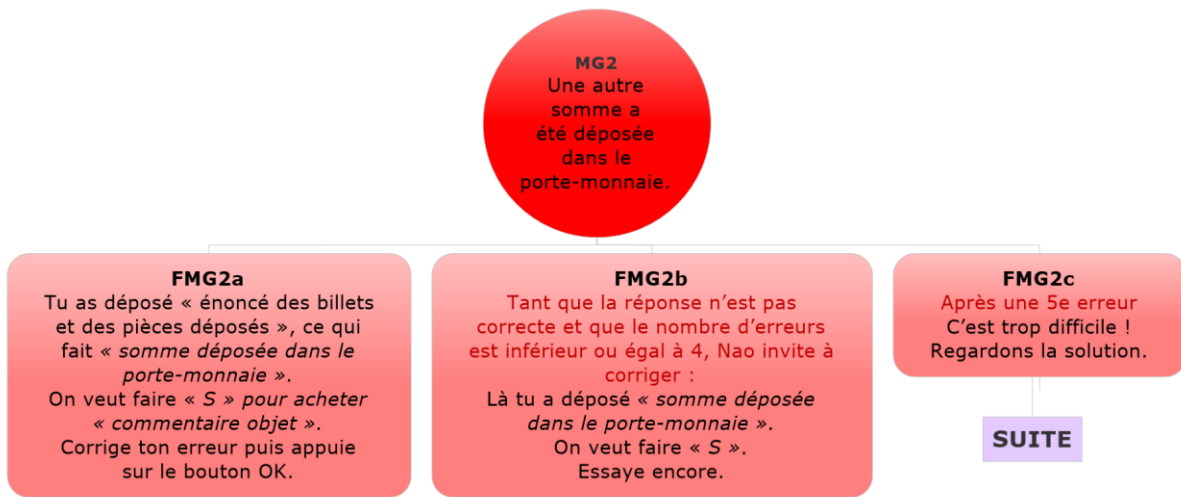 MG2
Une autre
somme a
été déposée
dans le
porte-monnaie.
FMG2a
Tu as déposé « énoncé des billets
et des pièces déposés », ce qui
fait « somme déposée dans le
porte-monnaie ».
On veut faire « S » pour acheter
« commentaire objet ».
Corrige ton erreur puis appuie
sur le bouton OK.
FMG2b
Tant que la réponse n’est pas
correcte et que le nombre d’erreurs
est inférieur ou égal à 4, Nao invite à
corriger :
Là tu a déposé « somme déposée
dans le porte-monnaie ».
On veut faire « S ».
Essaye encore.
FMG2c
Après une 5e erreur
C’est trop difficile !
Regardons la solution.
SUITE